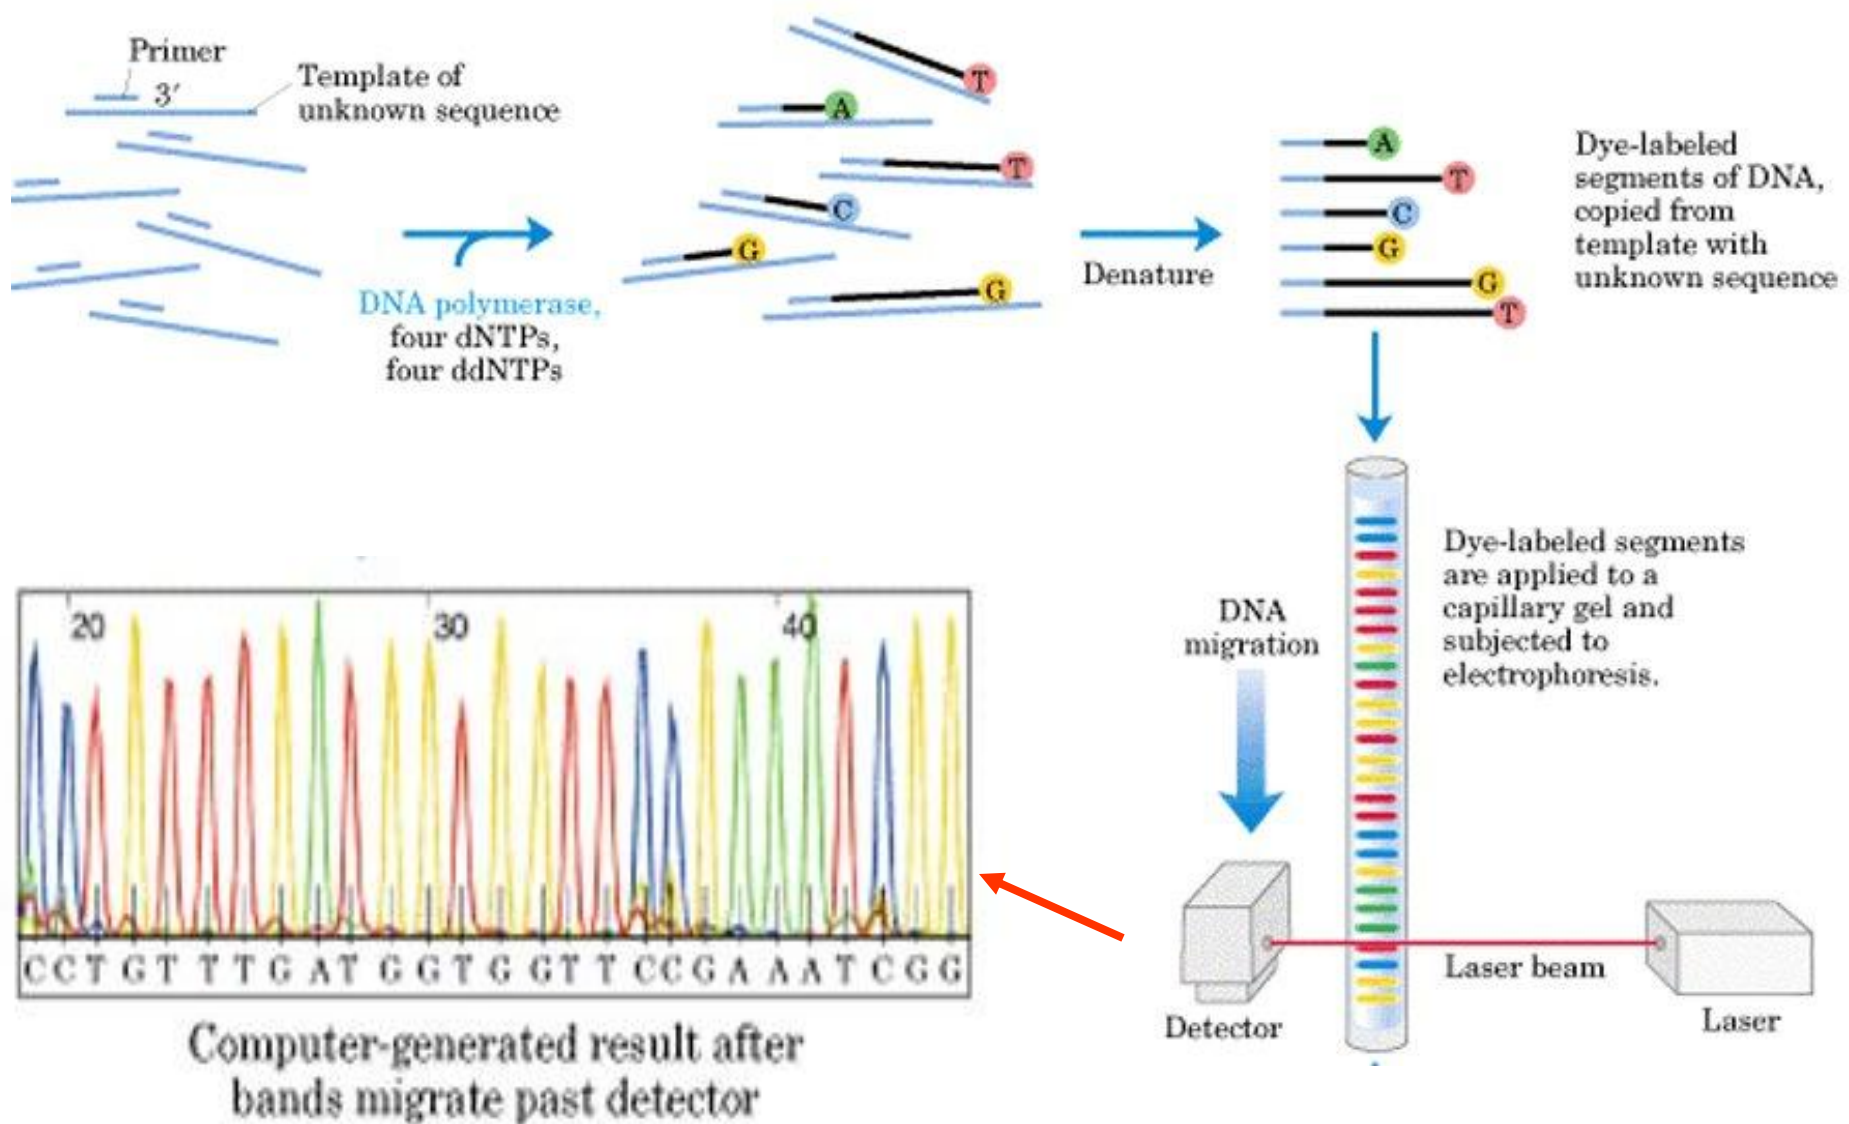 Primer
3′
Template of
unknown sequence
DNA polymerase,
four dNTPs,
four ddNTPs
T
A
T
C
G
G
Denature
A
T
C
G
G
T
Dye-labeled
segments of DNA,
copied from
template with
unknown sequence
Dye-labeled segments
are applied to a
capillary gel and
subjected to
electrophoresis.
DNA
migration
Laser beam
Detector
Laser
20 30 40
C C T G T T T G A T G G T G G T T C C G A A A T C G G
Computer-generated result after
bands migrate past detector